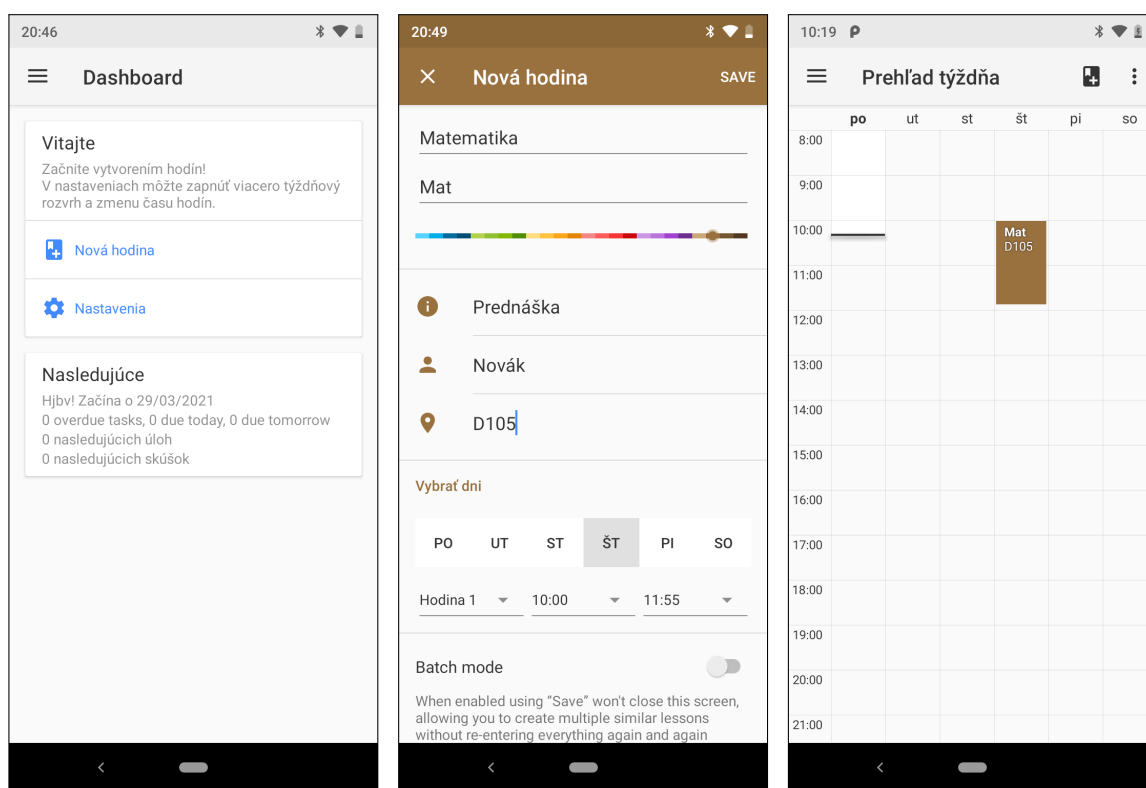 20:46
Dashboard
Vitajte
Začnite vytvorením hodín!
V nastaveniach môžte zapnúť viacero týždňový
rozvrh a zmenu času hodín.
Nová hodina
Nastavenia
Nasledujúce
Hjbv! Začína o 29/03/2021
0 overdue tasks, 0 due today, 0 due tomorrow
0 nasledujúcich úloh
0 nasledujúcich skúšok
20:49
Nová hodina SAVE
Matematika
Mat
Prednáška
Novák
D105
Vybrať dni
PO UT ST ŠT PI SO
Hodina 1 10:00 11:55
Batch mode
When enabled using “Save” won't close this screen,
allowing you to create multiple similar lessons
without re-entering everything again and again
10:19
Prehľad týždňa
po ut st št pi so
8:00
9:00
10:00 Mat
D105
11:00
12:00
13:00
14:00
15:00
16:00
17:00
18:00
19:00
20:00
21:00